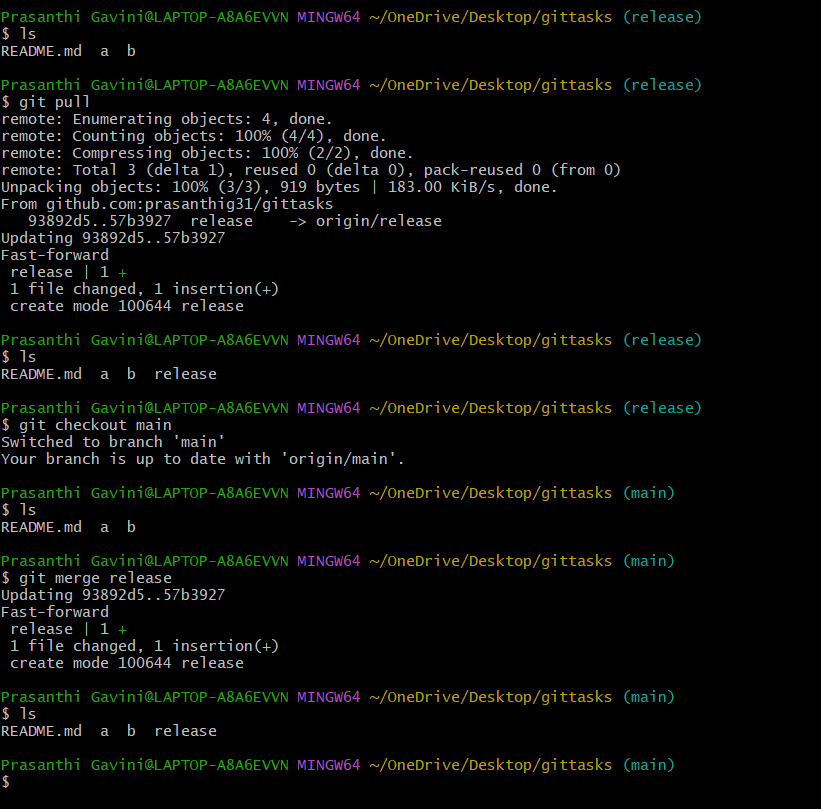 Prasanthi Gavini@LAPTOP-A8A6EVVN MINGW64 ~/OneDrive/Desktop/gittasks (release)
$ ls
README.md  a  b

Prasanthi Gavini@LAPTOP-A8A6EVVN MINGW64 ~/OneDrive/Desktop/gittasks (release)
$ git pull
remote: Enumerating objects: 4, done.
remote: Counting objects: 100% (4/4), done.
remote: Compressing objects: 100% (2/2), done.
remote: Total 3 (delta 1), reused 0 (delta 0), pack-reused 0 (from 0)
Unpacking objects: 100% (3/3), 919 bytes | 183.00 KiB/s, done.
From github.com:prasanthig31/gittasks
   93892d5..57b3927  release    -> origin/release
Updating 93892d5..57b3927
Fast-forward
 release | 1 +
 1 file changed, 1 insertion(+)
 create mode 100644 release

Prasanthi Gavini@LAPTOP-A8A6EVVN MINGW64 ~/OneDrive/Desktop/gittasks (release)
$ ls
README.md  a  b  release

Prasanthi Gavini@LAPTOP-A8A6EVVN MINGW64 ~/OneDrive/Desktop/gittasks (release)
$ git checkout main
Switched to branch 'main'
Your branch is up to date with 'origin/main'.

Prasanthi Gavini@LAPTOP-A8A6EVVN MINGW64 ~/OneDrive/Desktop/gittasks (main)
$ ls
README.md  a  b

Prasanthi Gavini@LAPTOP-A8A6EVVN MINGW64 ~/OneDrive/Desktop/gittasks (main)
$ git merge release
Updating 93892d5..57b3927
Fast-forward
 release | 1 +
 1 file changed, 1 insertion(+)
 create mode 100644 release

Prasanthi Gavini@LAPTOP-A8A6EVVN MINGW64 ~/OneDrive/Desktop/gittasks (main)
$ ls
README.md  a  b  release

Prasanthi Gavini@LAPTOP-A8A6EVVN MINGW64 ~/OneDrive/Desktop/gittasks (main)
$